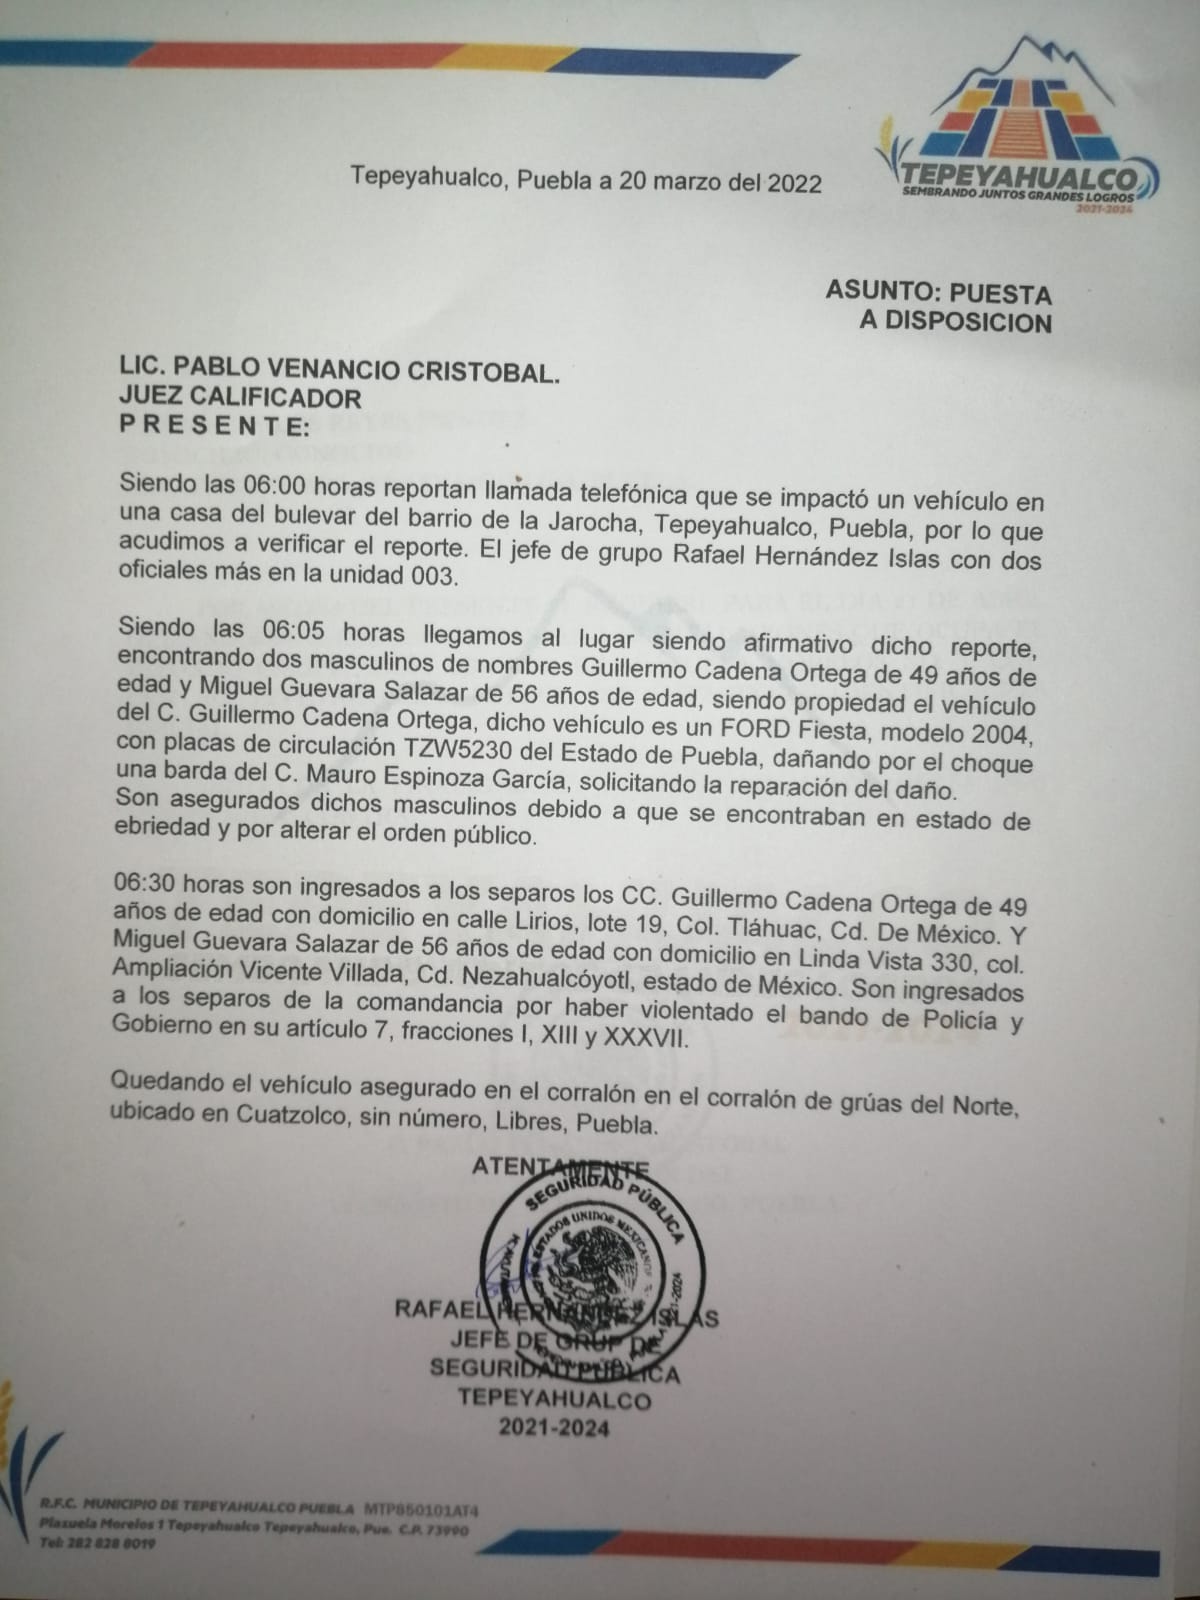 TEPEYAHUALCO
SEMBRANDO JUNTOS GRANDES LOGROS
2021-2024
Tepeyahualco, Puebla a 20 marzo del 2022
ASUNTO: PUESTA
A DISPOSICION
LIC. PABLO VENANCIO CRISTOBAL.
JUEZ CALIFICADOR
P R E S E N T E:
Siendo las 06:00 horas reportan llamada telefónica que se impactó un vehículo en
una casa del bulevar del barrio de la Jarocha, Tepeyahualco, Puebla, por lo que
acudimos a verificar el reporte. El jefe de grupo Rafael Hernández Islas con dos
oficiales más en la unidad 003.
Siendo las 06:05 horas llegamos al lugar siendo afirmativo dicho reporte,
encontrando dos masculinos de nombres Guillermo Cadena Ortega de 49 años de
edad y Miguel Guevara Salazar de 56 años de edad, siendo propiedad el vehículo
del C. Guillermo Cadena Ortega, dicho vehículo es un FORD Fiesta, modelo 2004,
con placas de circulación TZW5230 del Estado de Puebla, dañando por el choque
una barda del C. Mauro Espinoza García, solicitando la reparación del daño.
Son asegurados dichos masculinos debido a que se encontraban en estado de
ebriedad y por alterar el orden público.
06:30 horas son ingresados a los separos los CC. Guillermo Cadena Ortega de 49
años de edad con domicilio en calle Lirios, lote 19, Col. Tláhuac, Cd. De México. Y
Miguel Guevara Salazar de 56 años de edad con domicilio en Linda Vista 330, col.
Ampliación Vicente Villada, Cd. Nezahualcóyotl, estado de México. Son ingresados
a los separos de la comandancia por haber violentado el bando de Policía y
Gobierno en su artículo 7, fracciones I, XIII y XXXVII.
Quedando el vehículo asegurado en el corralón en el corralón de grúas del Norte,
ubicado en Cuatzolco, sin número, Libres, Puebla.
ATENTAMENTE
SEGURIDAD PÚBLICA
ESTADOS UNIDOS MEXICANOS
2021-2024
RAFAEL HERNANDEZ ISLAS
JEFE DE GRUP DE
SEGURIDAD PUBLICA
TEPEYAHUALCO
2021-2024
R.F.C. MUNICIPIO DE TEPEYAHUALCO PUEBLA MTP850101AT4
Plazuela Morelos 1 Tepeyahualco Tepeyahualco, Pue. C.P. 73990
Tel: 282 828 8019